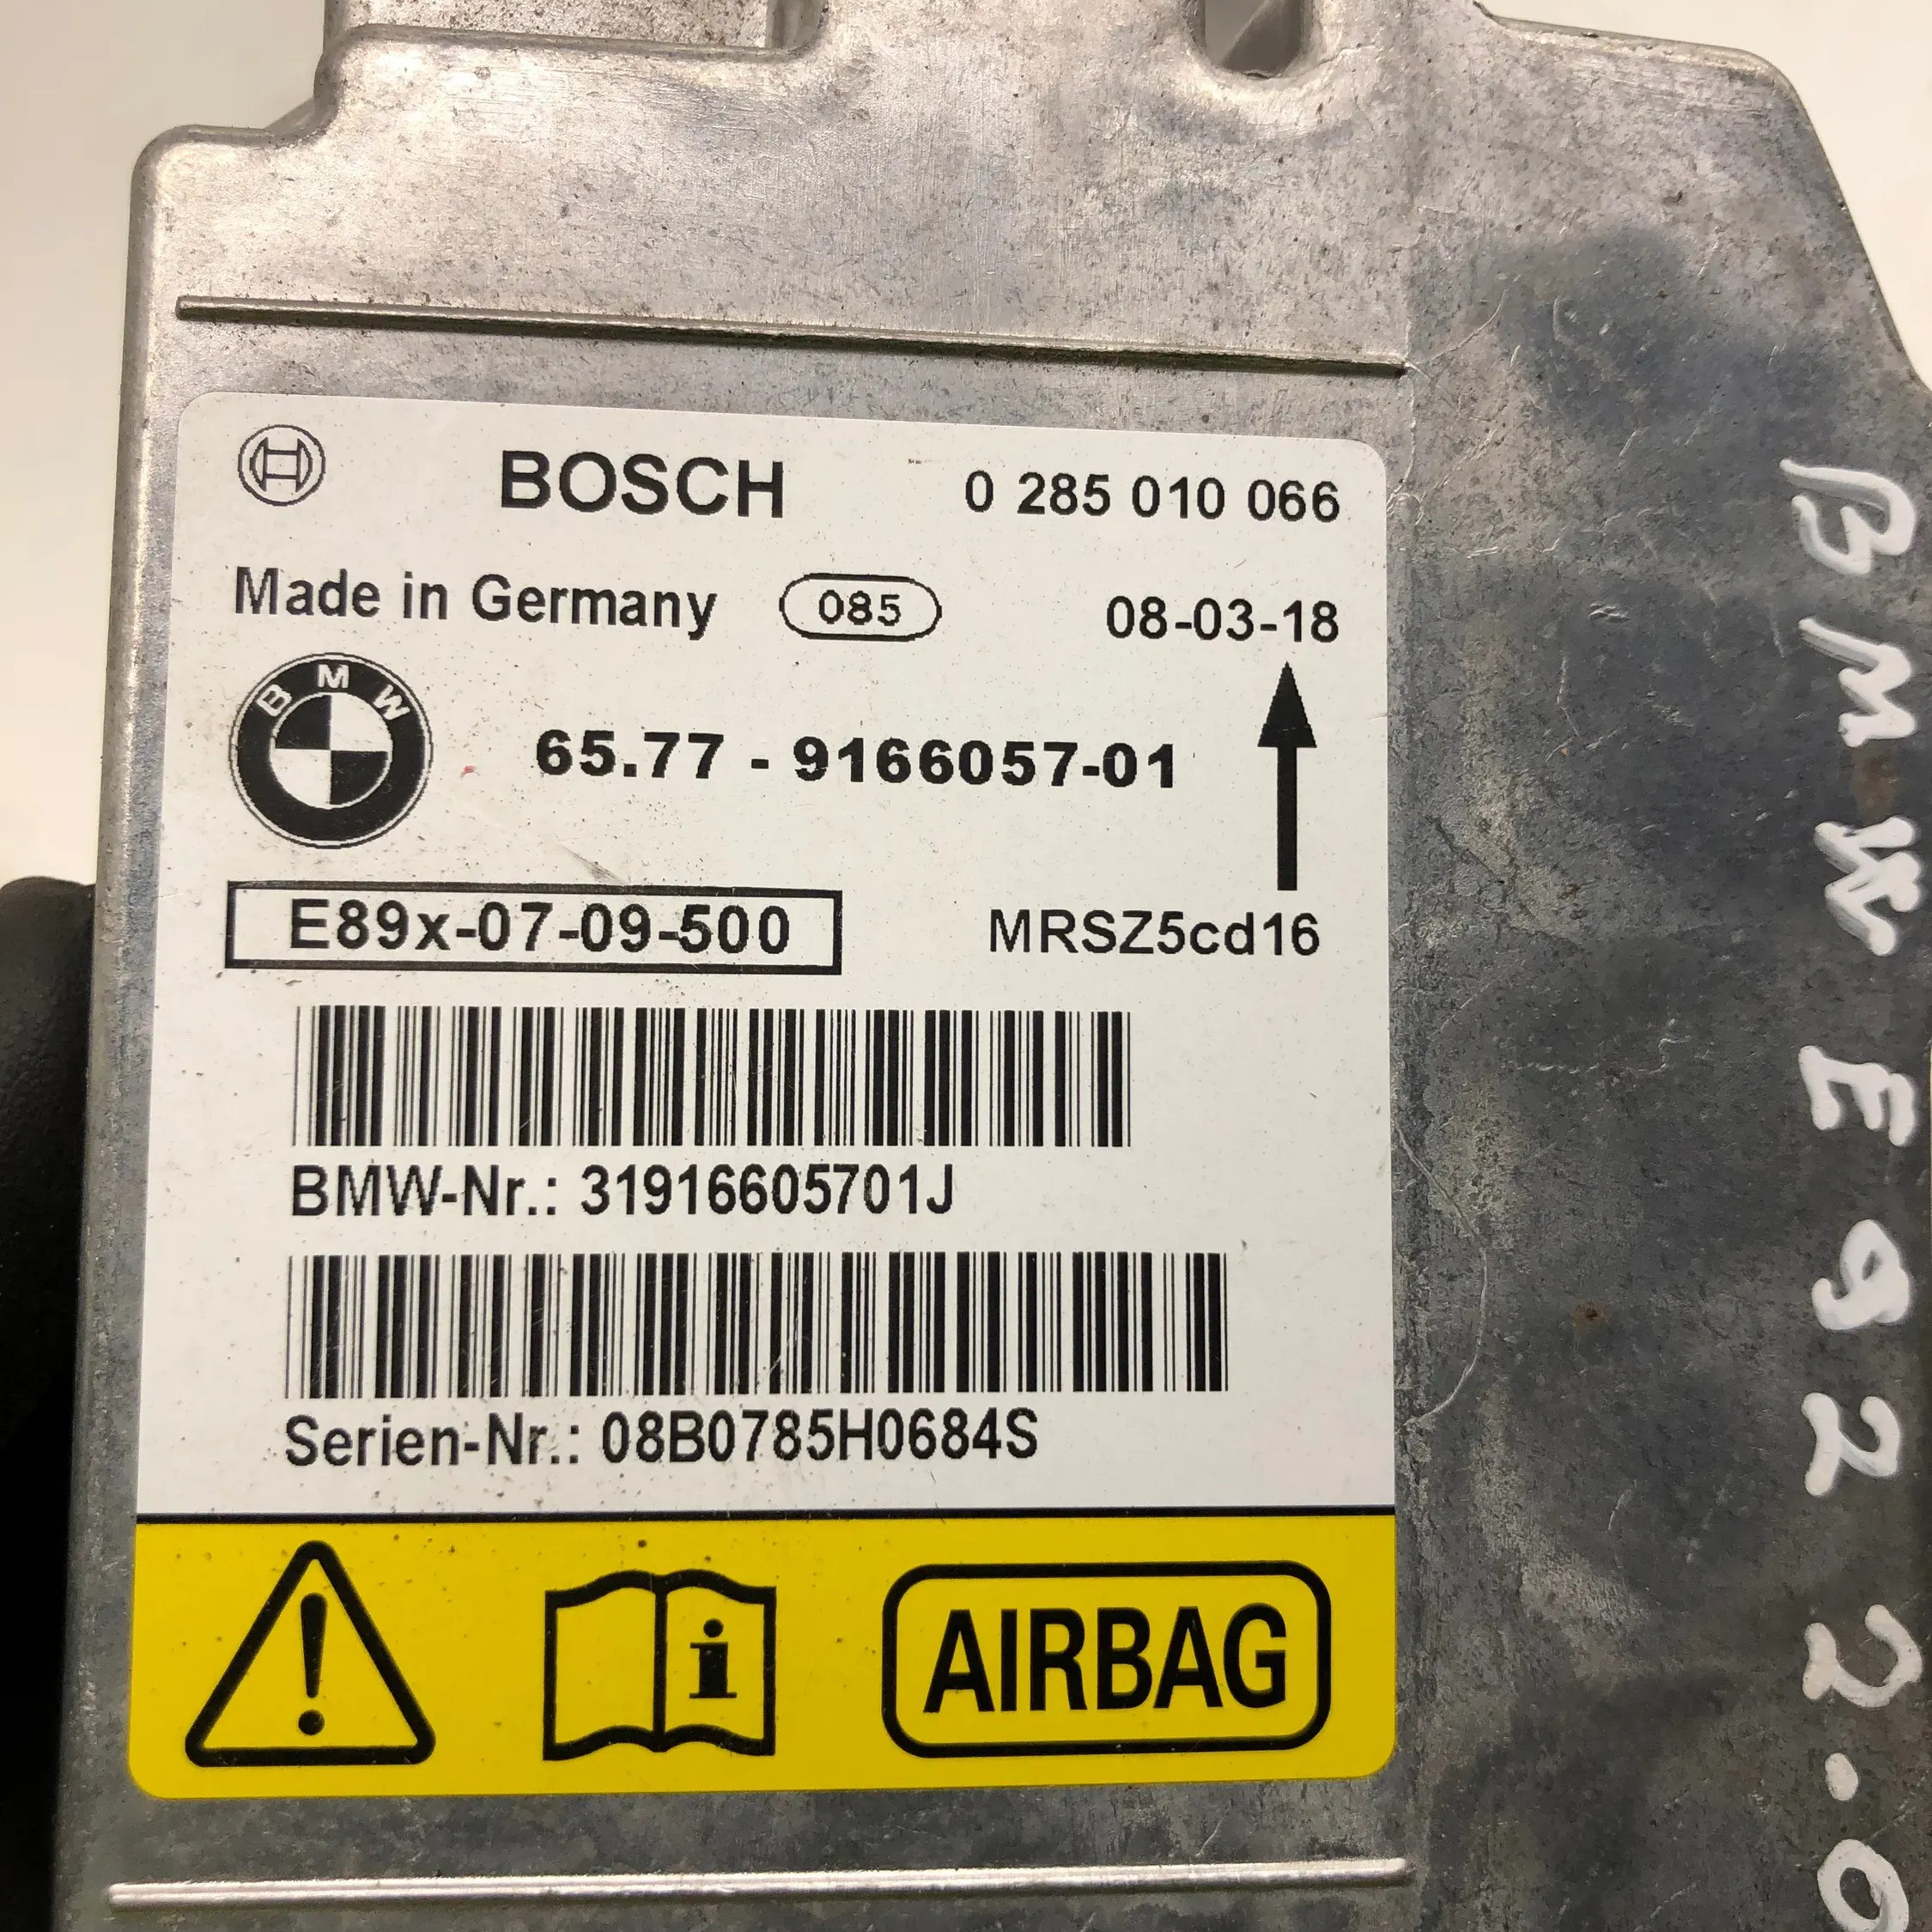 BOSCH 0 285 010 066
Made in Germany 085 08-03-18
BMW 65.77 - 9166057-01
E89x-07-09-500 MRSZ5cd16
BMW-Nr.: 31916605701J
Serien-Nr.: 08B0785H0684S
! i AIRBAG
BMW E92 2.0